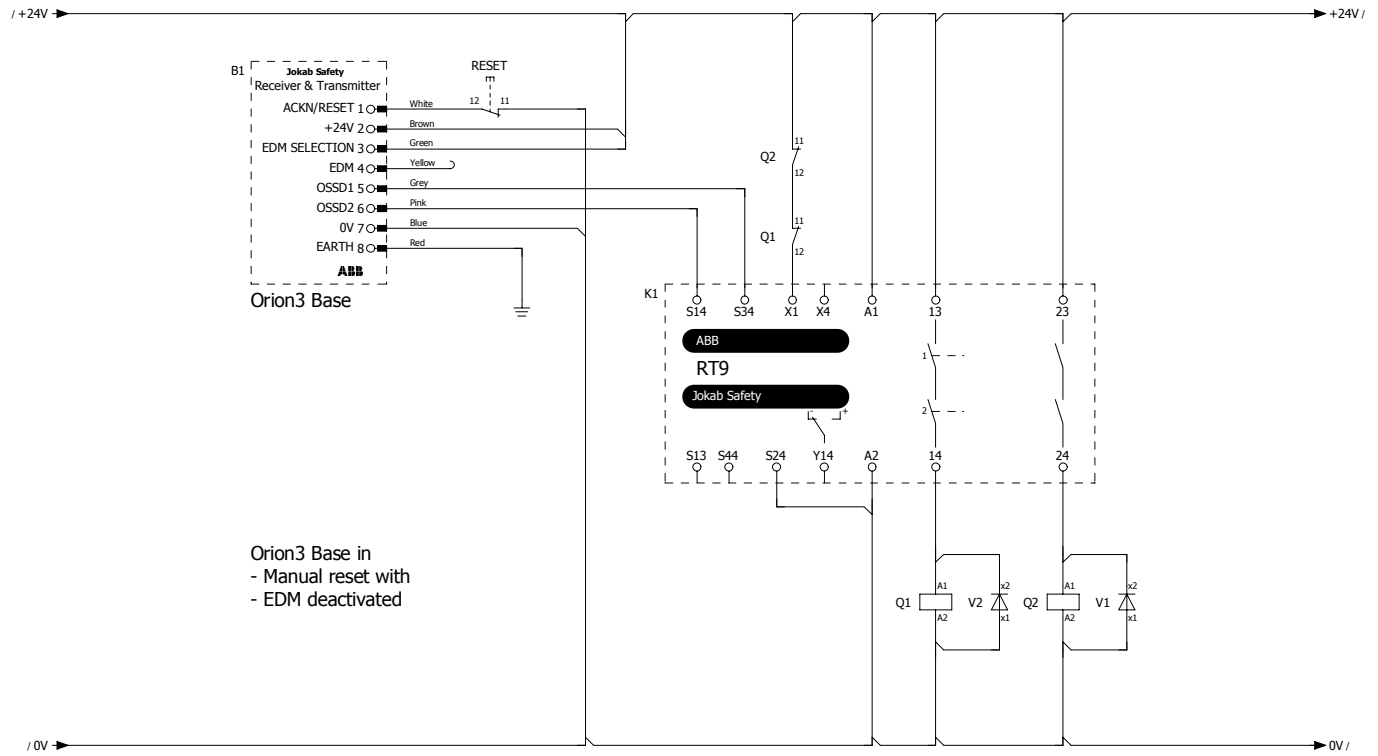 / +24V
+24V /
B1
Jokab Safety
Receiver & Transmitter
ACKN/RESET 1
+24V 2
EDM SELECTION 3
EDM 4
OSSD1 5
OSSD2 6
0V 7
EARTH 8
ABB
Orion3 Base
White
Brown
Green
Yellow
Grey
Pink
Blue
Red
RESET
12 11
Q2
11
12
Q1
11
12
K1
S14 S34 X1 X4 A1 13 23
ABB
RT9
Jokab Safety
1
2
- +
S13 S44 S24 Y14 A2 14 24
Orion3 Base in
- Manual reset with
- EDM deactivated
Q1
A1
A2
V2
x2
x1
Q2
A1
A2
V1
x2
x1
/ 0V
0V /